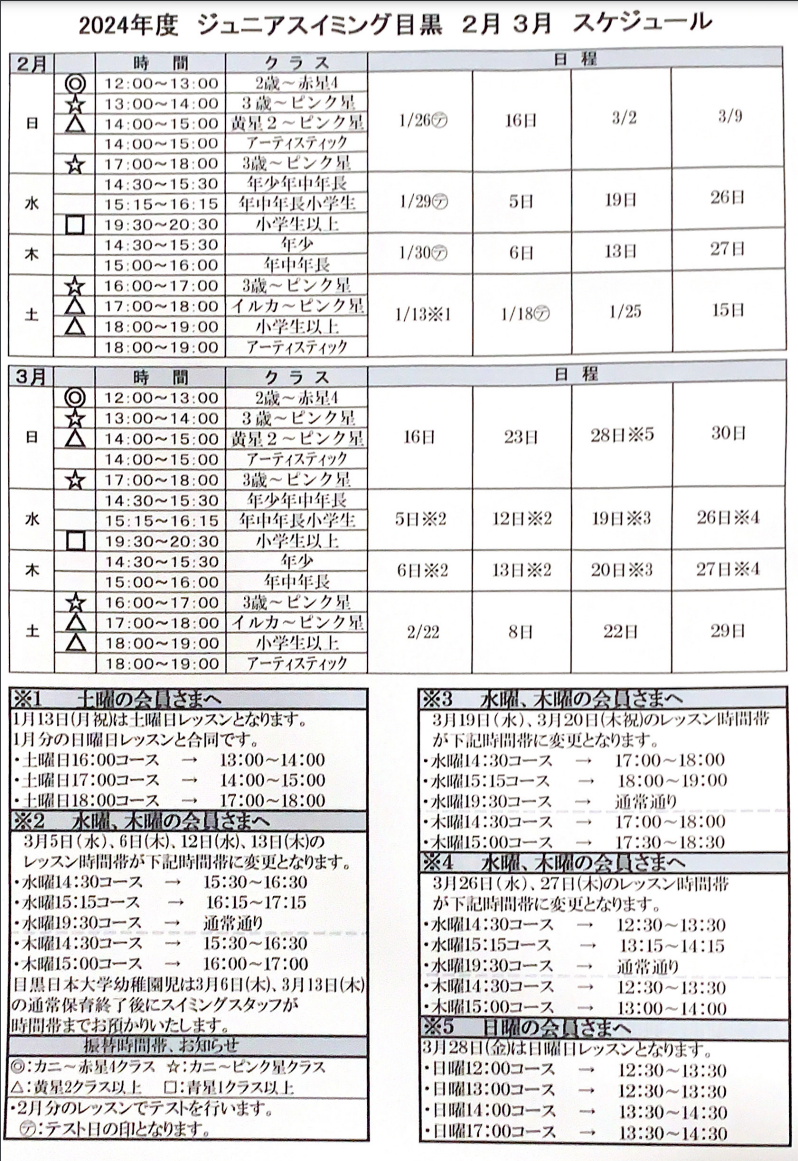 2024年度 ジュニアスイミング目黒 2月 3月 スケジュール
2月 時間 クラス 日程
日 ◎ 12:00～13:00 2歳～赤星4 1/26㋢ 16日 3/2 3/9
☆ 13:00～14:00 3歳～ピンク星
△ 14:00～15:00 黄星2～ピンク星
14:00～15:00 アーティスティック
☆ 17:00～18:00 3歳～ピンク星
水 14:30～15:30 年少年中年長 1/29㋢ 5日 19日 26日
15:15～16:15 年中年長小学生
□ 19:30～20:30 小学生以上
木 14:30～15:30 年少 1/30㋢ 6日 13日 27日
15:00～16:00 年中年長
土 ☆ 16:00～17:00 3歳～ピンク星 1/13※1 1/18㋢ 1/25 15日
△ 17:00～18:00 イルカ～ピンク星
△ 18:00～19:00 小学生以上
18:00～19:00 アーティスティック
3月 時間 クラス 日程
日 ◎ 12:00～13:00 2歳～赤星4 16日 23日 28日※5 30日
☆ 13:00～14:00 3歳～ピンク星
△ 14:00～15:00 黄星2～ピンク星
14:00～15:00 アーティスティック
☆ 17:00～18:00 3歳～ピンク星
水 14:30～15:30 年少年中年長 5日※2 12日※2 19日※3 26日※4
15:15～16:15 年中年長小学生
□ 19:30～20:30 小学生以上
木 14:30～15:30 年少 6日※2 13日※2 20日※3 27日※4
15:00～16:00 年中年長
土 ☆ 16:00～17:00 3歳～ピンク星 2/22 8日 22日 29日
△ 17:00～18:00 イルカ～ピンク星
△ 18:00～19:00 小学生以上
18:00～19:00 アーティスティック
※1 土曜の会員さまへ
1月13日(月祝)は土曜日レッスンとなります。
1月分の日曜日レッスンと合同です。
・土曜日16:00コース → 13:00～14:00
・土曜日17:00コース → 14:00～15:00
・土曜日18:00コース → 17:00～18:00
※2 水曜、木曜の会員さまへ
3月5日(水)、6日(木)、12日(水)、13日(木)の
レッスン時間帯が下記時間帯に変更となります。
・水曜14:30コース → 15:30～16:30
・水曜15:15コース → 16:15～17:15
・水曜19:30コース → 通常通り
・木曜14:30コース → 15:30～16:30
・木曜15:00コース → 16:00～17:00
目黒日本大学幼稚園児は3月6日(木)、3月13日(木)
の通常保育終了後にスイミングスタッフが
時間帯までお預かりいたします。
振替時間帯、お知らせ
◎:カニ～赤星4クラス ☆:カニ～ピンク星クラス
△:黄星2クラス以上 □:青星1クラス以上
・2月分のレッスンでテストを行います。
㋢:テスト日の印となります。
※3 水曜、木曜の会員さまへ
3月19日(水)、3月20日(木祝)のレッスン時間帯
が下記時間帯に変更となります。
・水曜14:30コース → 17:00～18:00
・水曜15:15コース → 18:00～19:00
・水曜19:30コース → 通常通り
・木曜14:30コース → 17:00～18:00
・木曜15:00コース → 17:30～18:30
※4 水曜、木曜の会員さまへ
3月26日(水)、27日(木)のレッスン時間帯
が下記時間帯に変更となります。
・水曜14:30コース → 12:30～13:30
・水曜15:15コース → 13:15～14:15
・水曜19:30コース → 通常通り
・木曜14:30コース → 12:30～13:30
・木曜15:00コース → 13:00～14:00
※5 日曜の会員さまへ
3月28日(金)は日曜日レッスンとなります。
・日曜12:00コース → 12:30～13:30
・日曜13:00コース → 12:30～13:30
・日曜14:00コース → 13:30～14:30
・日曜17:00コース → 13:30～14:30